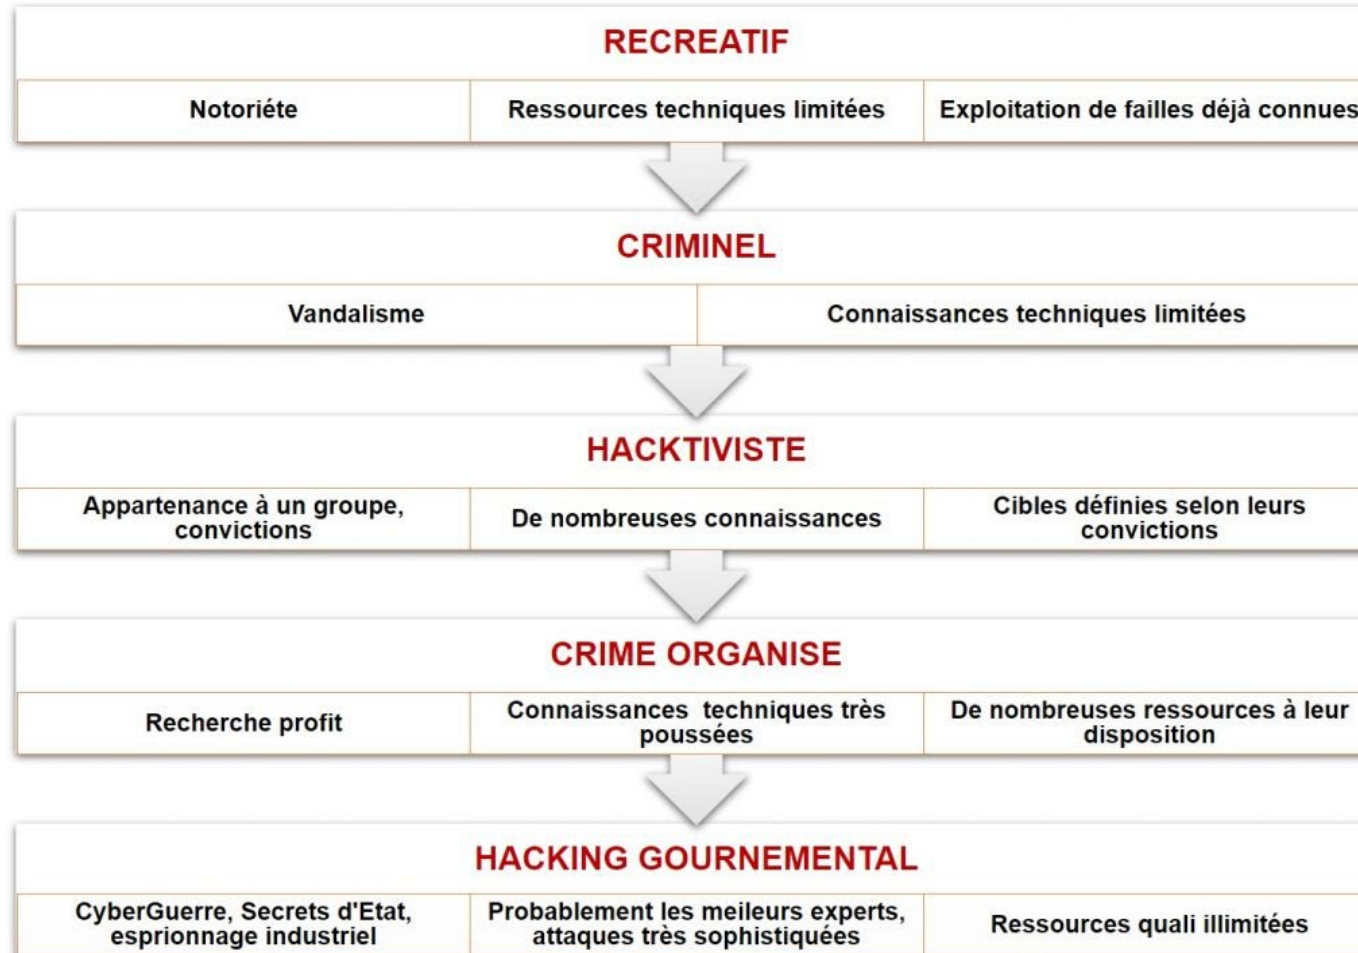 RECREATIF
Notoriéte
Ressources techniques limitées
Exploitation de failles déjà connues
CRIMINEL
Vandalisme
Connaissances techniques limitées
HACKTIVISTE
Appartenance à un groupe,
convictions
De nombreuses connaissances
Cibles définies selon leurs
convictions
CRIME ORGANISE
Recherche profit
Connaissances techniques très
poussées
De nombreuses ressources à leur
disposition
HACKING GOURNEMENTAL
CyberGuerre, Secrets d'Etat,
esprionnage industriel
Probablement les meileurs experts,
attaques très sophistiquées
Ressources quali illimitées